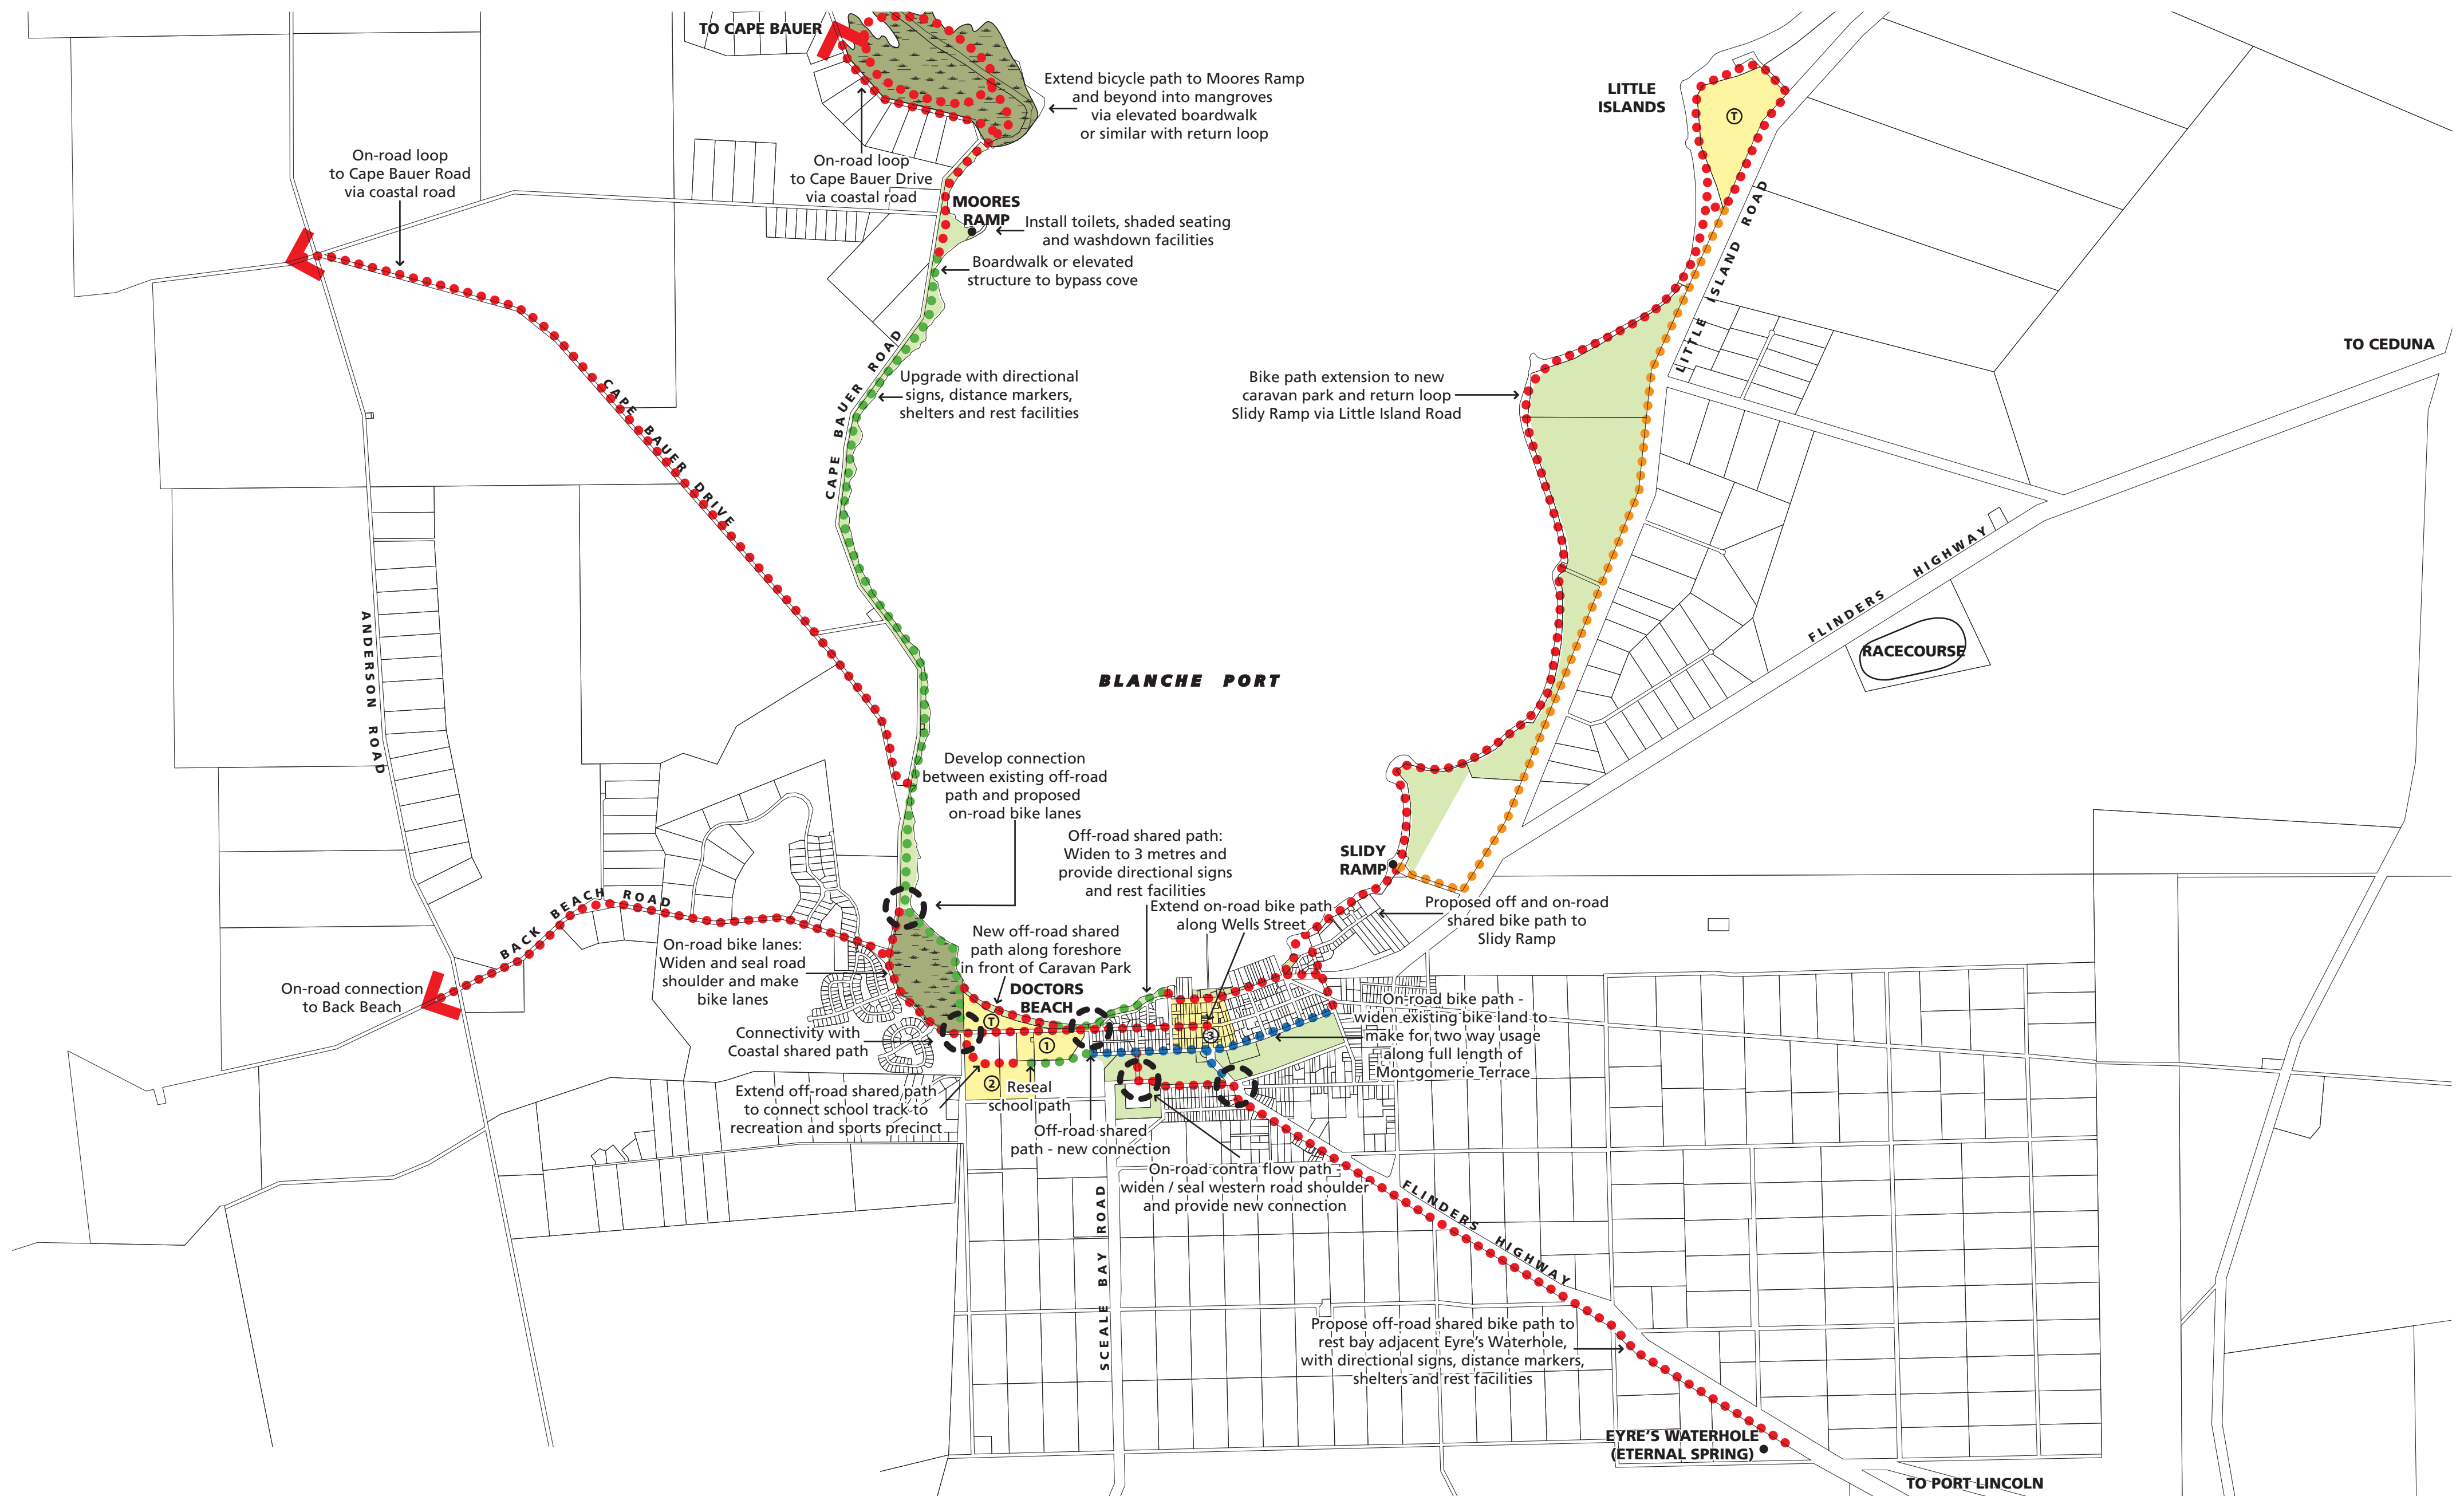 TO CAPE BAUER
Extend bicycle path to Moores Ramp
and beyond into mangroves
via elevated boardwalk
or similar with return loop
LITTLE
ISLANDS
T
On-road loop
to Cape Bauer Road
via coastal road
On-road loop
to Cape Bauer Drive
via coastal road
MOORES
RAMP
Install toilets, shaded seating
and washdown facilities
Boardwalk or elevated
structure to bypass cove
LITTLE ISLAND ROAD
TO CEDUNA
CAPE BAUER ROAD
Upgrade with directional
signs, distance markers,
shelters and rest facilities
Bike path extension to new
caravan park and return loop
Slidy Ramp via Little Island Road
CAPE BAUER DRIVE
FLINDERS HIGHWAY
RACECOURSE
ANDERSON ROAD
BLANCHE PORT
Develop connection
between existing off-road
path and proposed
on-road bike lanes
Off-road shared path:
Widen to 3 metres and
provide directional signs
and rest facilities
SLIDY
RAMP
BACK BEACH ROAD
Extend on-road bike path
along Wells Street
Proposed off and on-road
shared bike path to
Slidy Ramp
On-road bike lanes:
Widen and seal road
shoulder and make
bike lanes
New off-road shared
path along foreshore
in front of Caravan Park
On-road connection
to Back Beach
DOCTORS
BEACH
T
On-road bike path -
widen existing bike land to
make for two way usage
along full length of
Montgomerie Terrace
Connectivity with
Coastal shared path
1
3
2
Reseal
school path
Extend off-road shared path
to connect school track to
recreation and sports precinct
Off-road shared
path - new connection
On-road contra flow path -
widen / seal western road shoulder
and provide new connection
SCEALE BAY ROAD
FLINDERS HIGHWAY
Propose off-road shared bike path to
rest bay adjacent Eyre's Waterhole,
with directional signs, distance markers,
shelters and rest facilities
EYRE'S WATERHOLE
(ETERNAL SPRING)
TO PORT LINCOLN